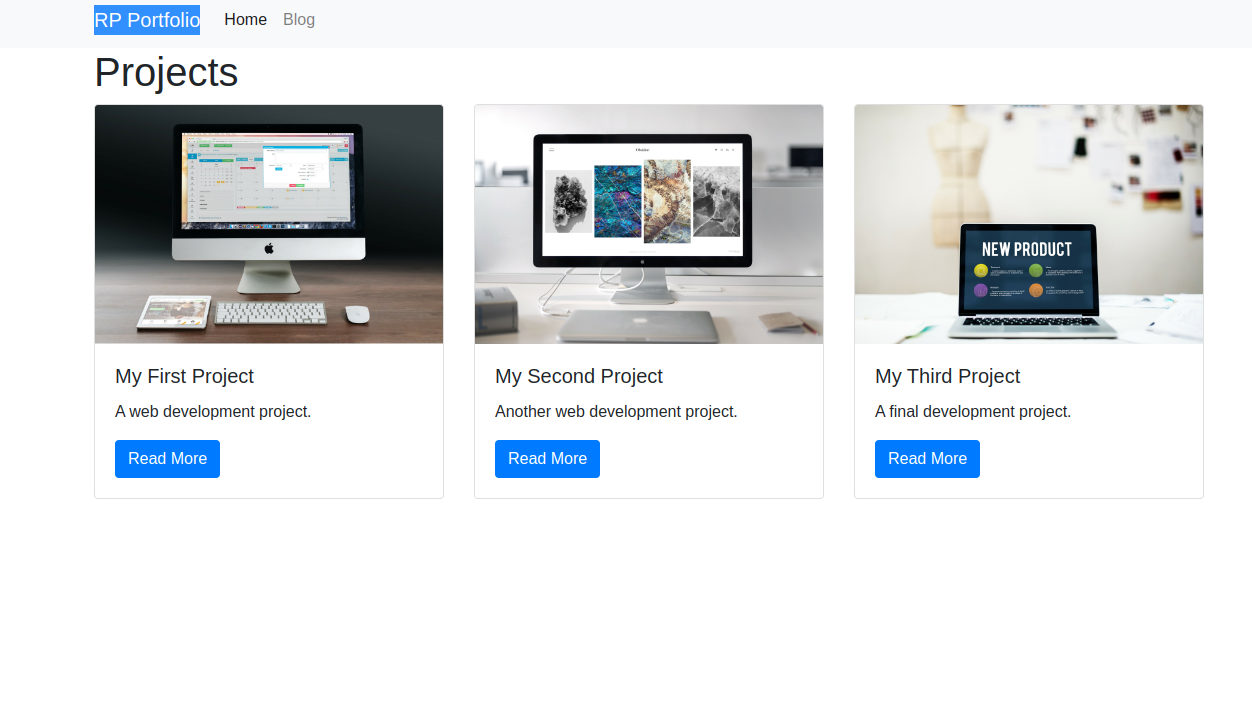 RP Portfolio Home Blog
Projects
NEW PRODUCT
My First Project
My Second Project
My Third Project
A web development project.
Another web development project.
A final development project.
Read More
Read More
Read More